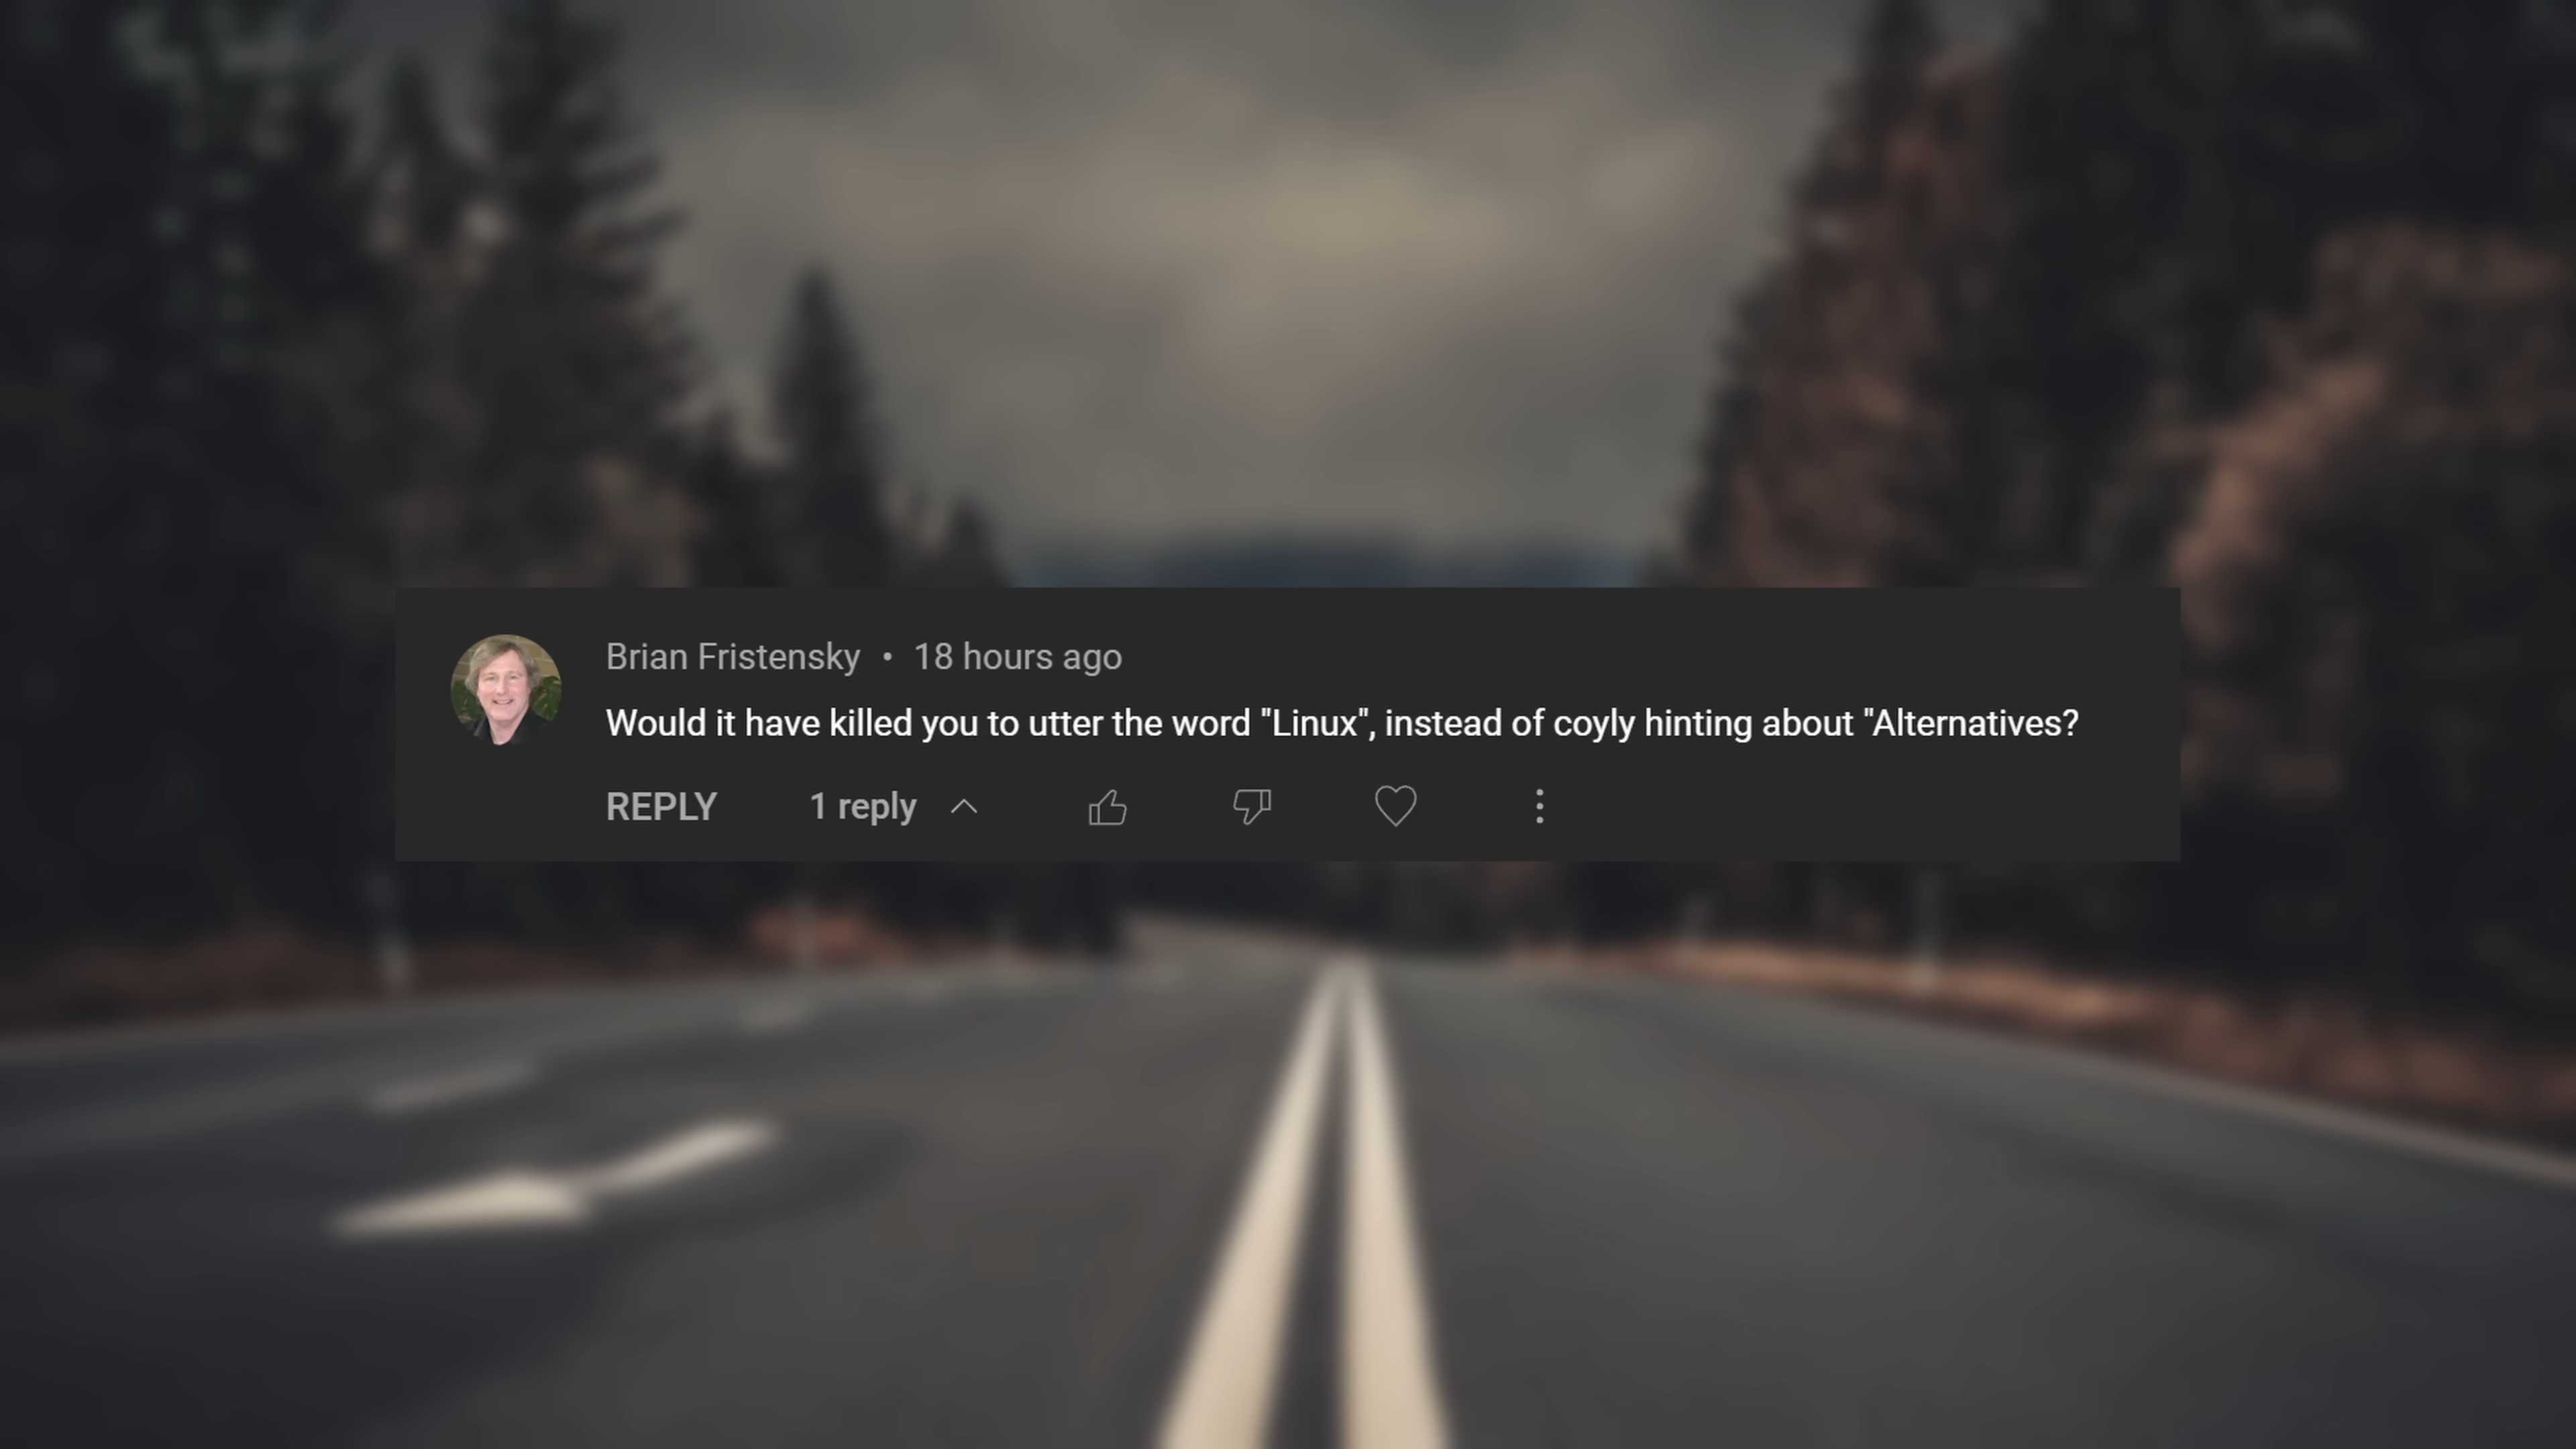 Brian Fristensky • 18 hours ago
Would it have killed you to utter the word "Linux", instead of coyly hinting about "Alternatives?
REPLY 1 reply